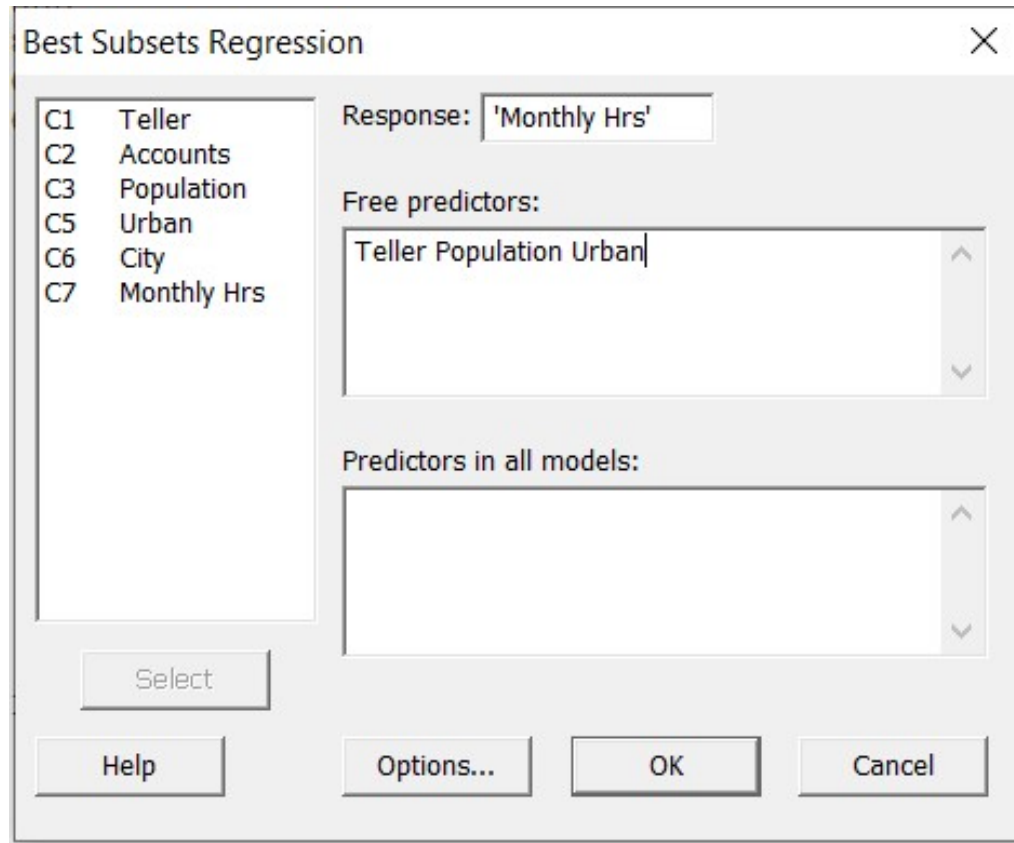 Best Subsets Regression
C1 Teller
C2 Accounts
C3 Population
C5 Urban
C6 City
C7 Monthly Hrs
Select
Response: 'Monthly Hrs'
Free predictors:
Teller Population Urban
Predictors in all models:
Help
Options...
OK
Cancel